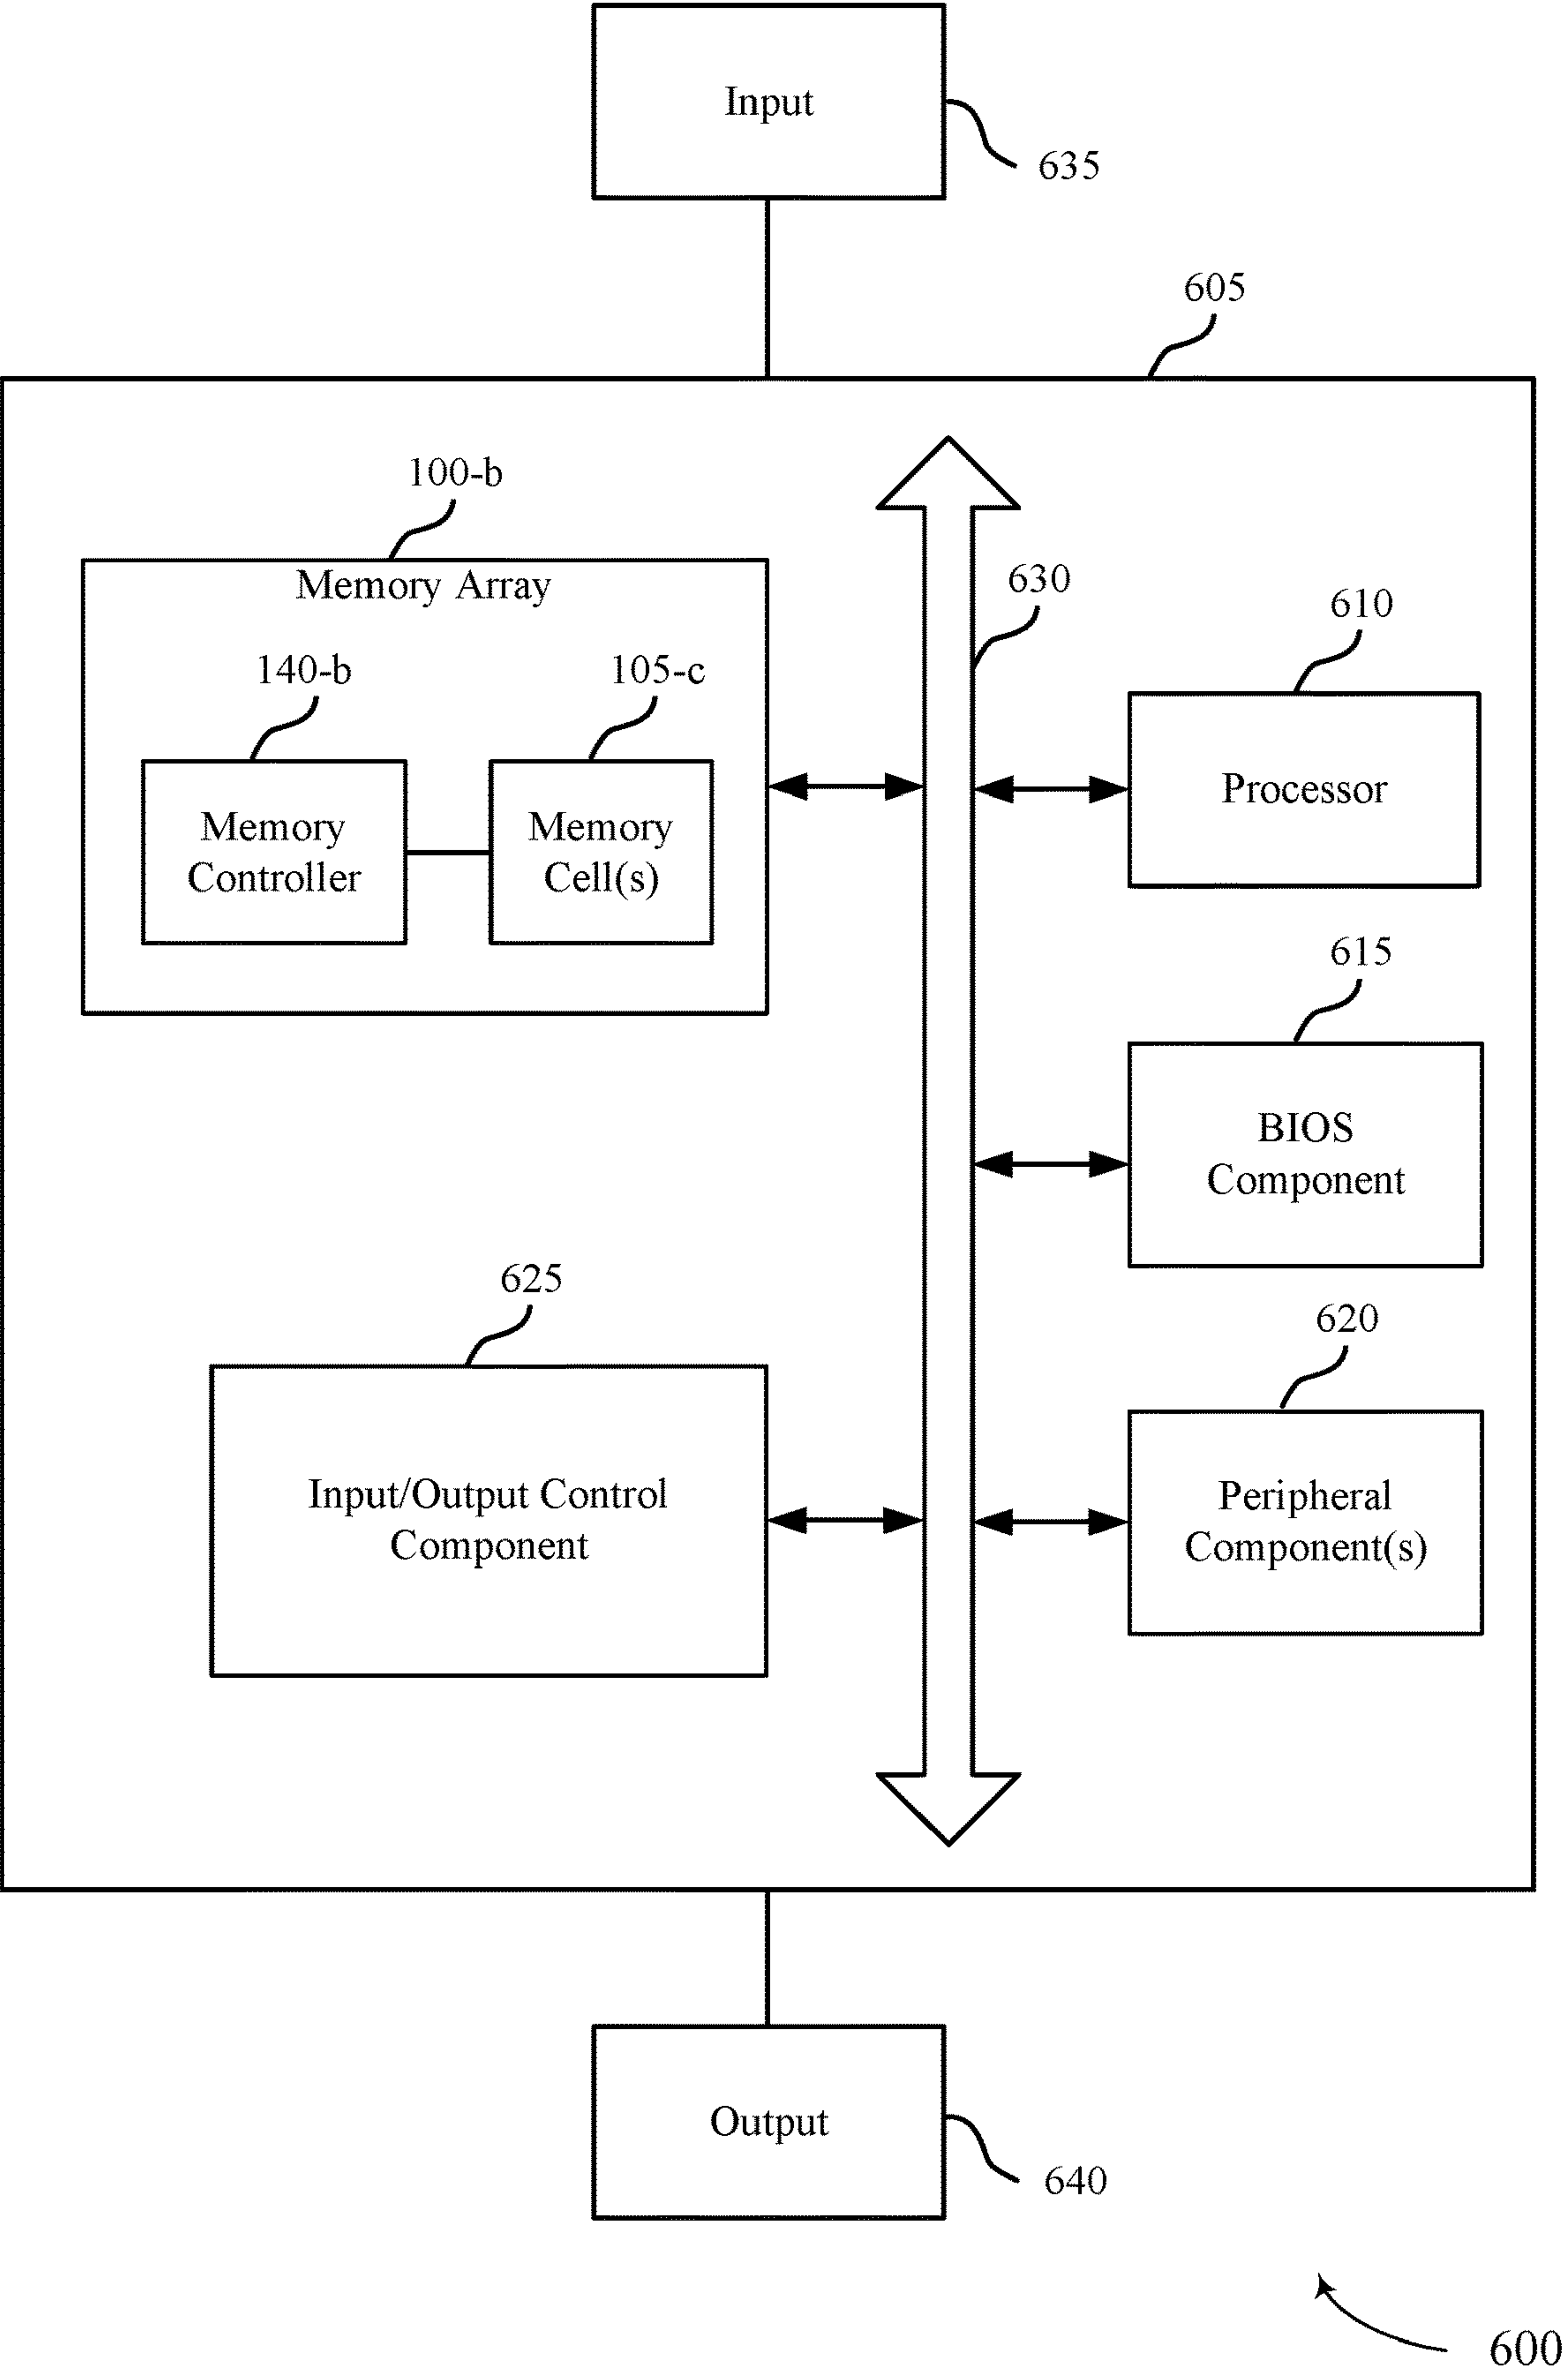 Input
635
605
100-b
Memory Array
630
610
140-b
105-c
Memory
Controller
Memory
Cell(s)
Processor
615
BIOS
Component
625
620
Input/Output Control
Component
Peripheral
Component(s)
Output
640
600